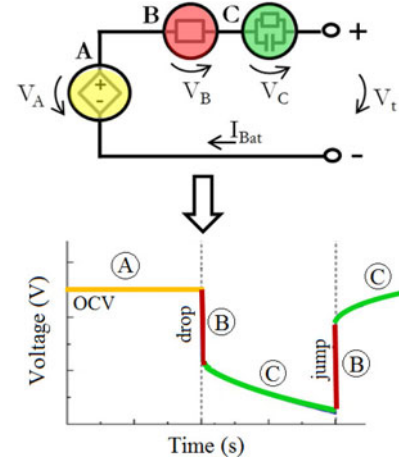 B C +
A
+
-
V_A V_B V_C V_t
I_Bat
-
A C
OCV drop B jump
C B
Voltage (V)
Time (s)